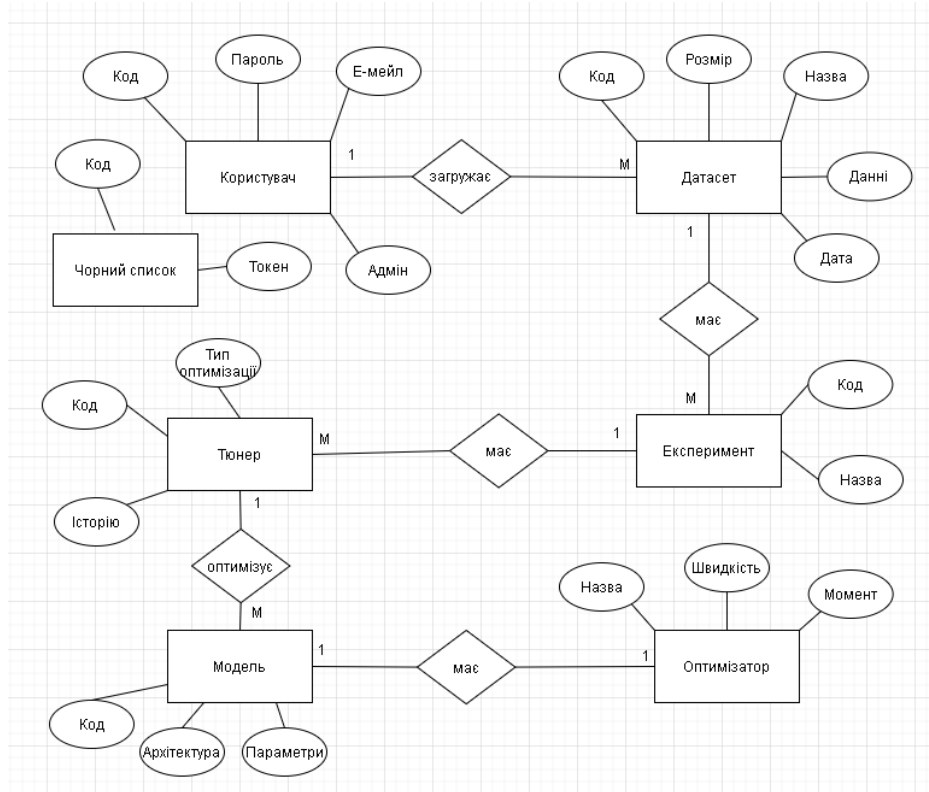 Код
Пароль
Е-мейл
Код
Розмір
Назва
Код
Користувач
1
загружає
М
Датасет
Данні
Чорний список
Токен
Адмін
1
Дата
має
Тип
оптимізації
Код
М
Код
Тюнер
М
має
1
Експеримент
Назва
Історію
1
оптимізує
М
Назва
Швидкість
Момент
Модель
1
має
1
Оптимізатор
Код
Архітектура
Параметри